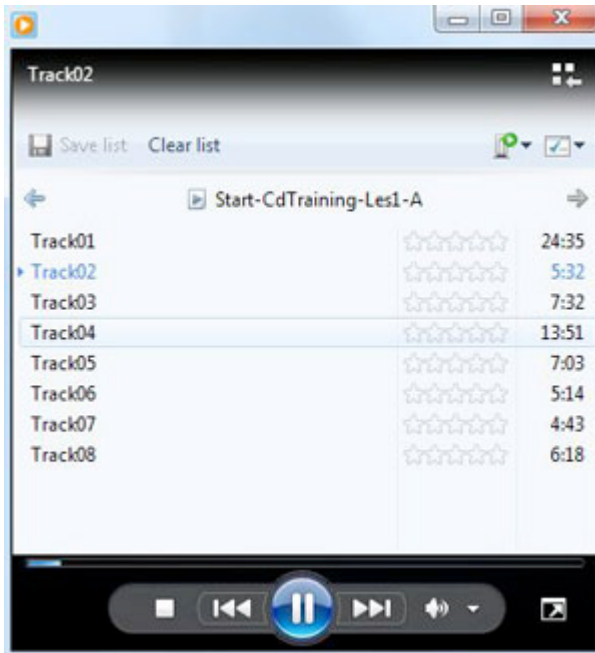 Track02
Save list Clear list
Start-CdTraining-Les1-A
Track01 24:35
Track02 5:32
Track03 7:32
Track04 13:51
Track05 7:03
Track06 5:14
Track07 4:43
Track08 6:18